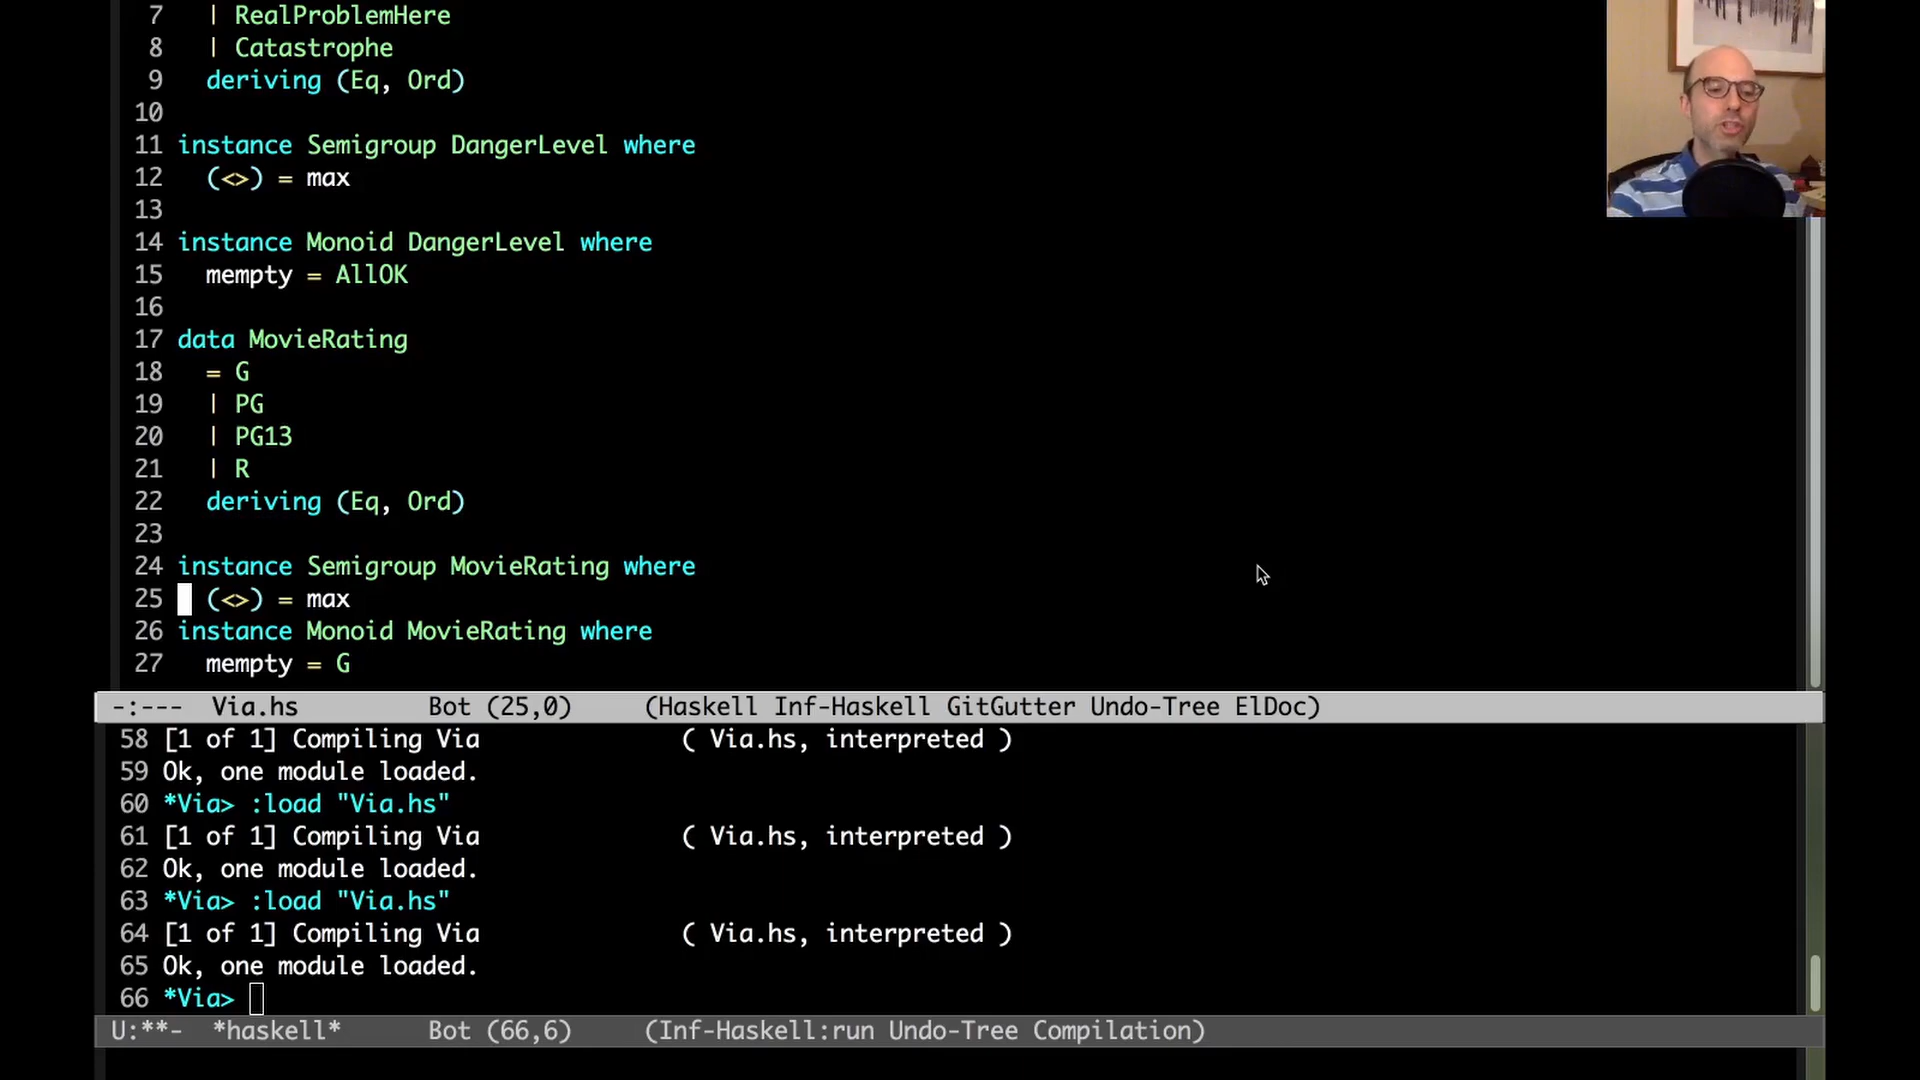 7   | RealProblemHere
8   | Catastrophe
9   deriving (Eq, Ord)
10
11 instance Semigroup DangerLevel where
12   (<>) = max
13
14 instance Monoid DangerLevel where
15   mempty = AllOK
16
17 data MovieRating
18   = G
19   | PG
20   | PG13
21   | R
22   deriving (Eq, Ord)
23
24 instance Semigroup MovieRating where
25   (<>) = max
26 instance Monoid MovieRating where
27   mempty = G
-:---  Via.hs         Bot (25,0)     (Haskell Inf-Haskell GitGutter Undo-Tree ElDoc)
58 [1 of 1] Compiling Via              ( Via.hs, interpreted )
59 Ok, one module loaded.
60 *Via> :load "Via.hs"
61 [1 of 1] Compiling Via              ( Via.hs, interpreted )
62 Ok, one module loaded.
63 *Via> :load "Via.hs"
64 [1 of 1] Compiling Via              ( Via.hs, interpreted )
65 Ok, one module loaded.
66 *Via>
U:**-  *haskell*      Bot (66,6)     (Inf-Haskell:run Undo-Tree Compilation)